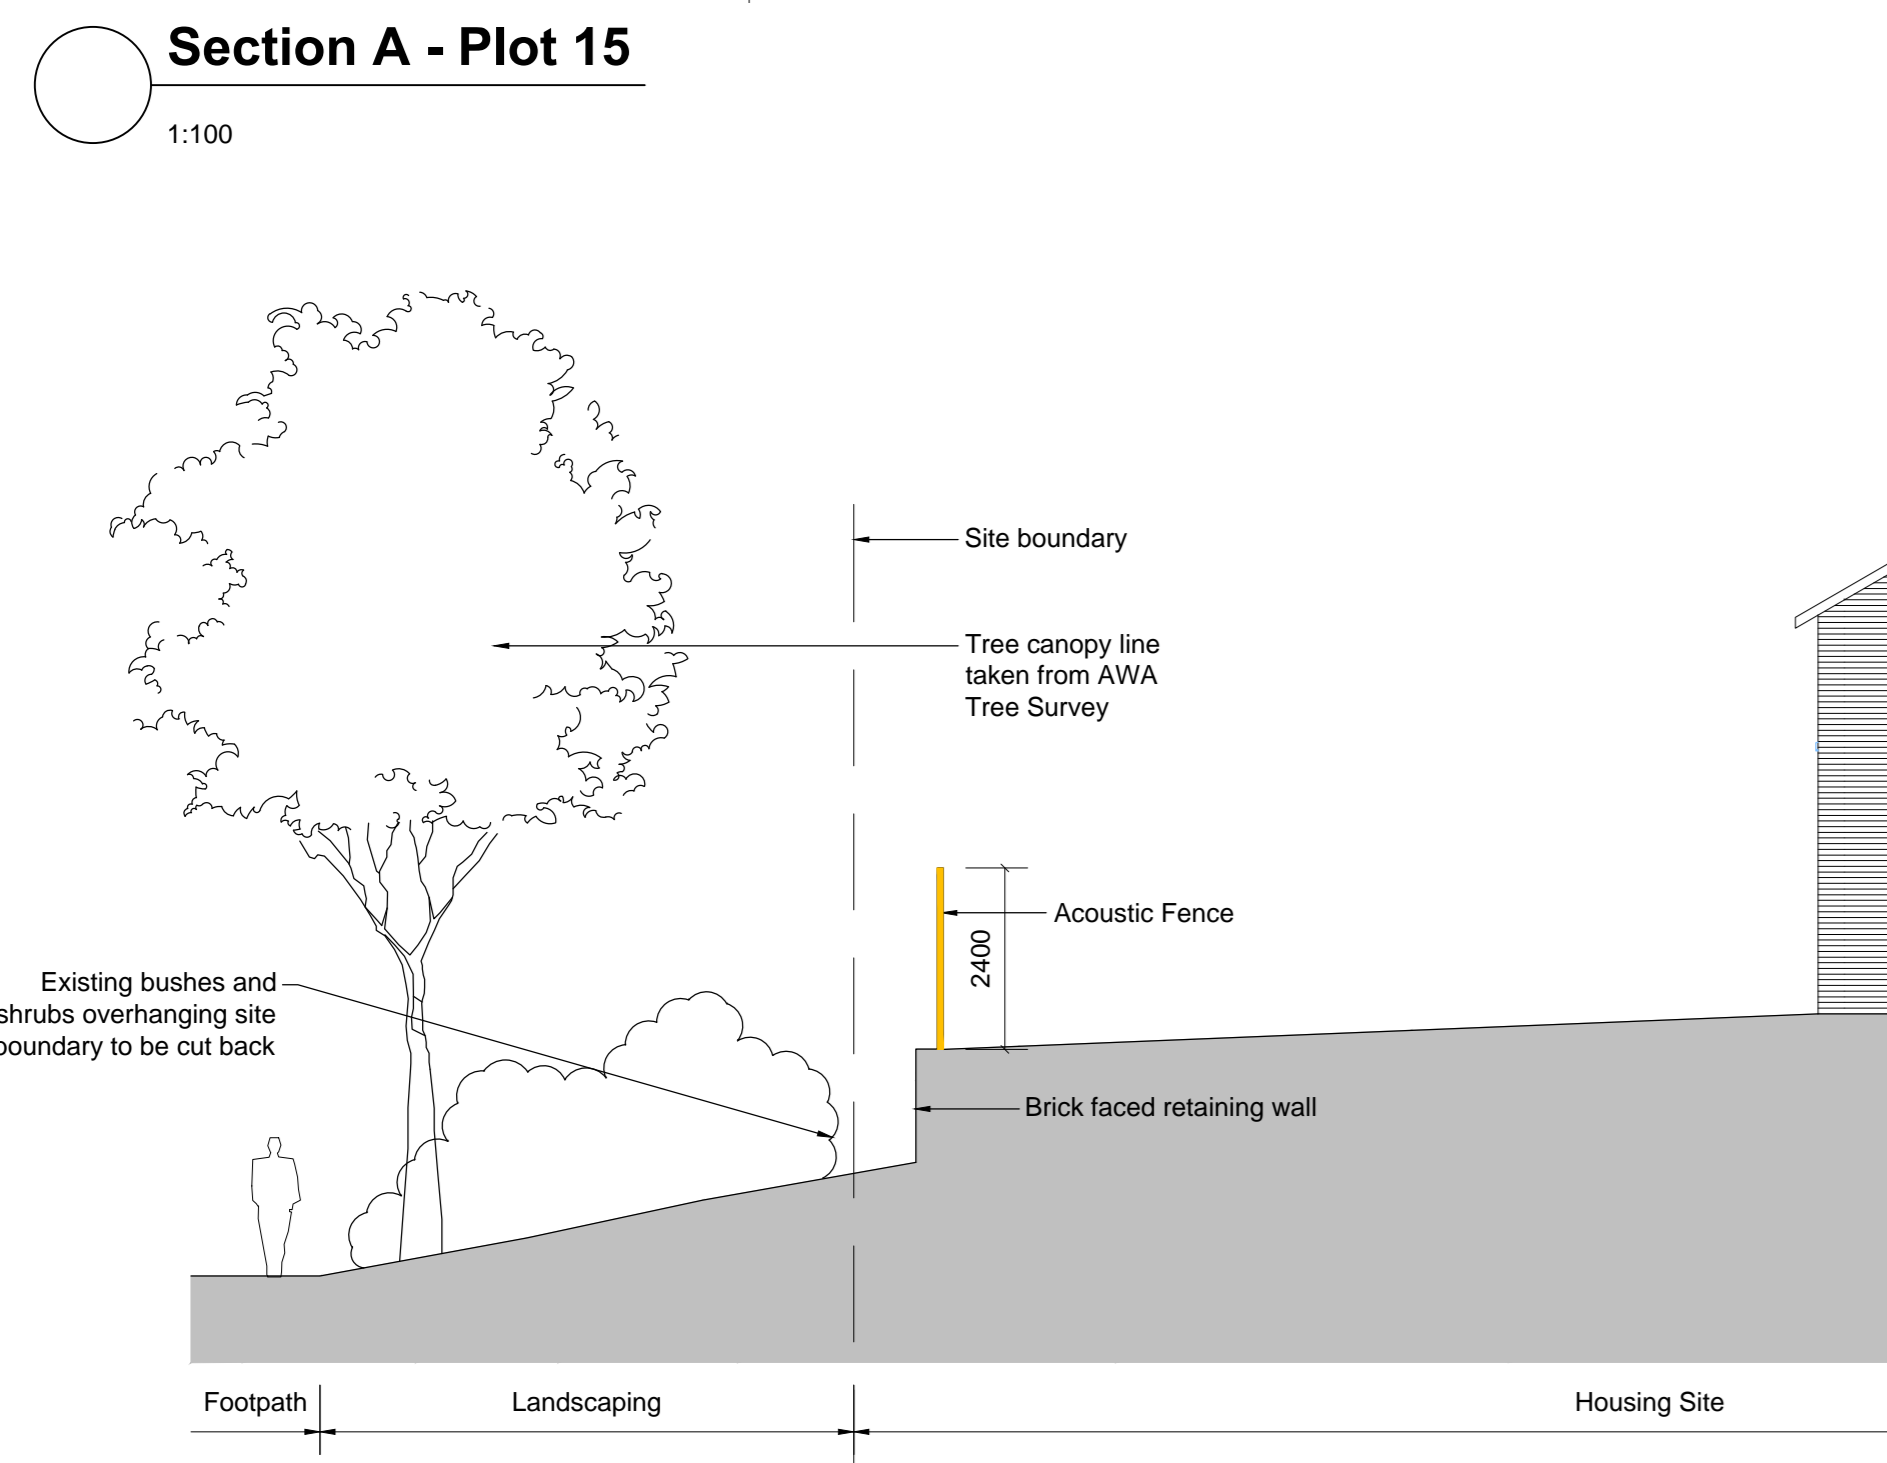 Section A - Plot 15
1:100
Site boundary
Tree canopy line
taken from AWA
Tree Survey
Acoustic Fence
2400
Existing bushes and
shrubs overhanging site
boundary to be cut back
Brick faced retaining wall
Footpath
Landscaping
Housing Site